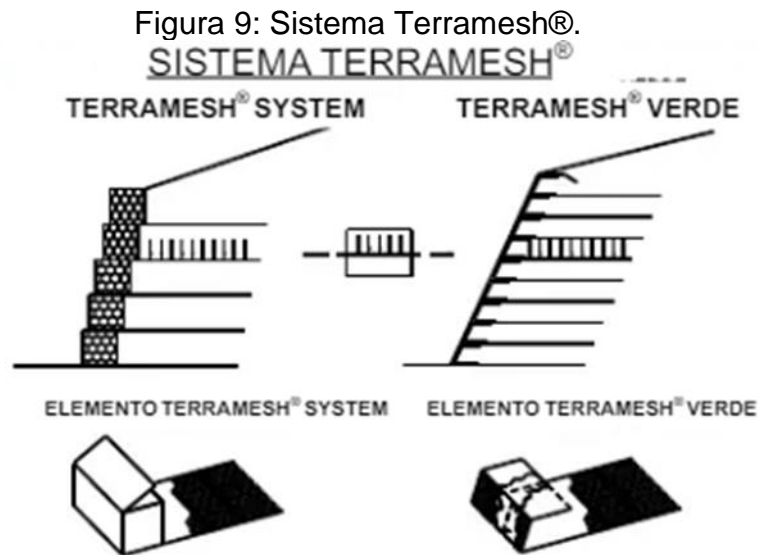 Figura 9: Sistema Terramesh®.
SISTEMA TERRAMESH®
TERRAMESH® SYSTEM
TERRAMESH® VERDE
ELEMENTO TERRAMESH® SYSTEM
ELEMENTO TERRAMESH® VERDE